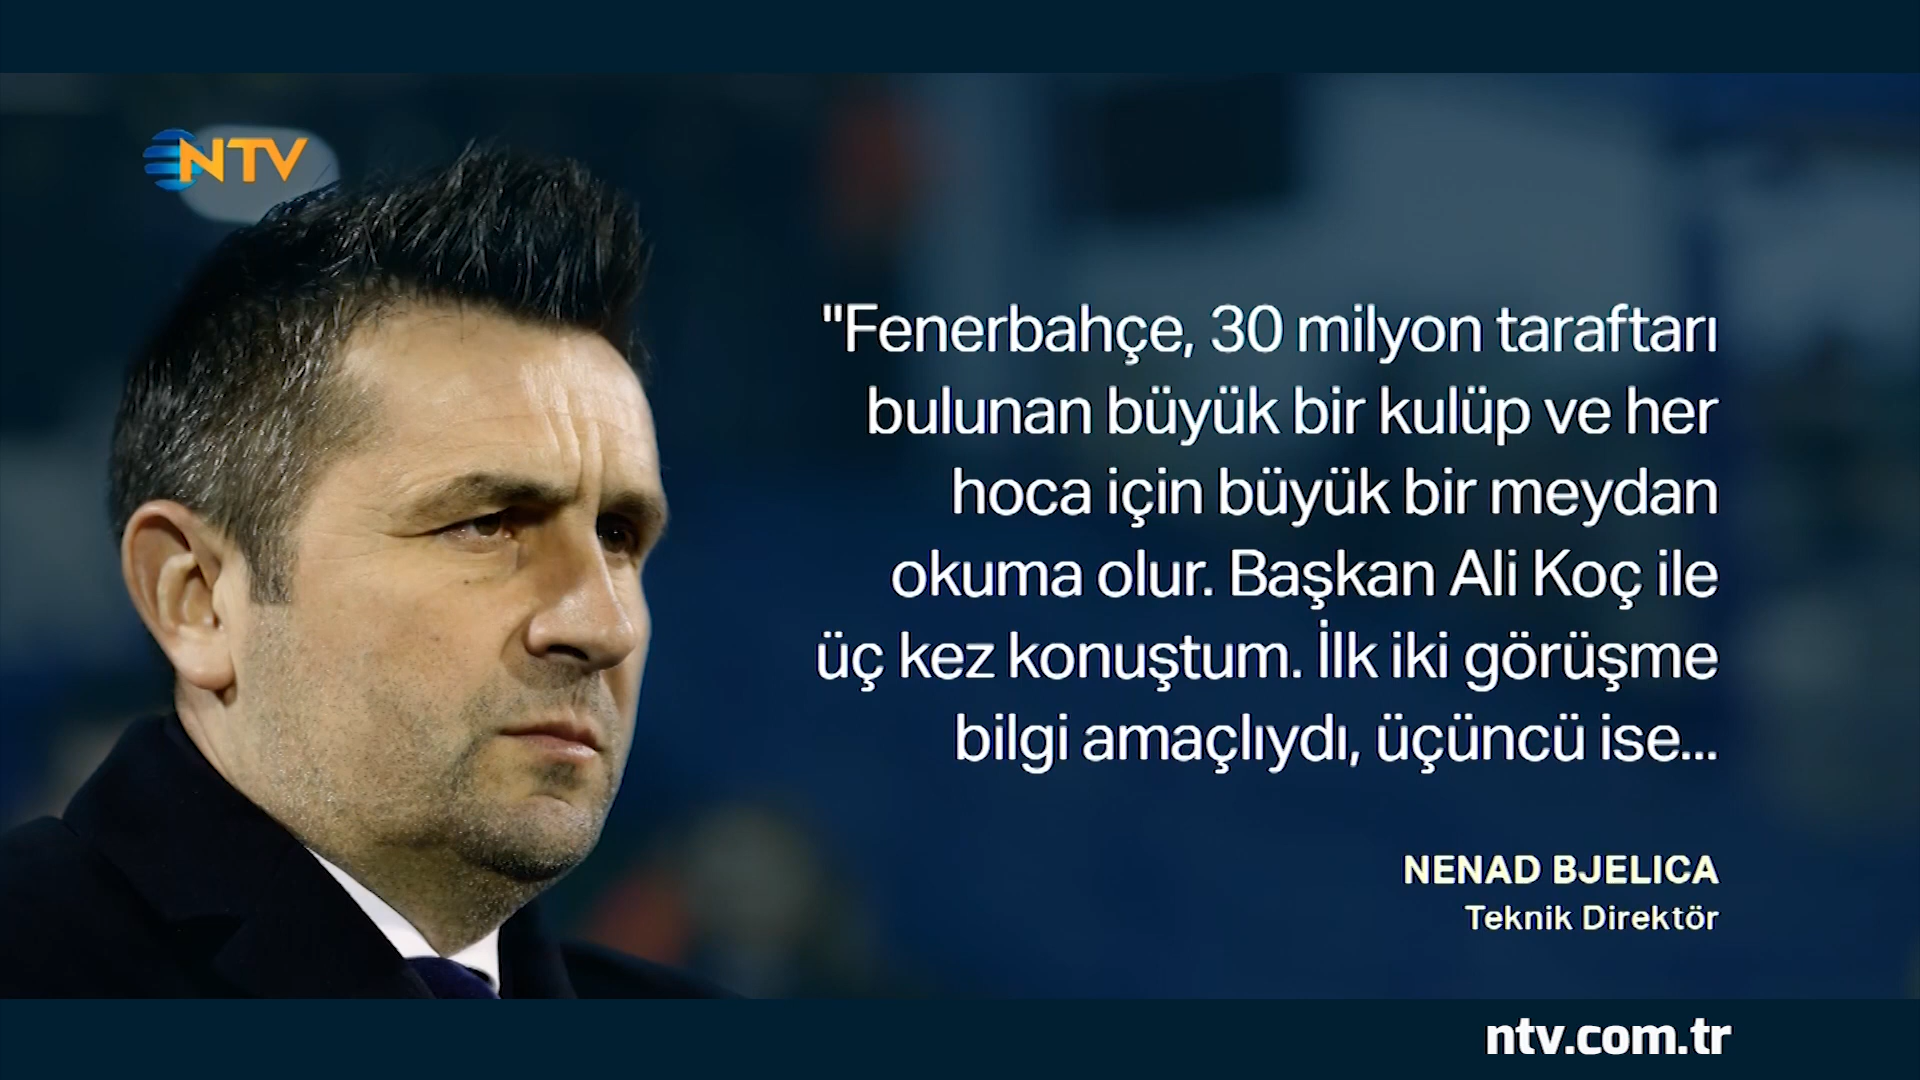 NTV
"Fenerbahçe, 30 milyon taraftarı
bulunan büyük bir kulüp ve her
hoca için büyük bir meydan
okuma olur. Başkan Ali Koç ile
üç kez konuştum. İlk iki görüşme
bilgi amaçlıydı, üçüncü ise...
NENAD BJELICA
Teknik Direktör
ntv.com.tr